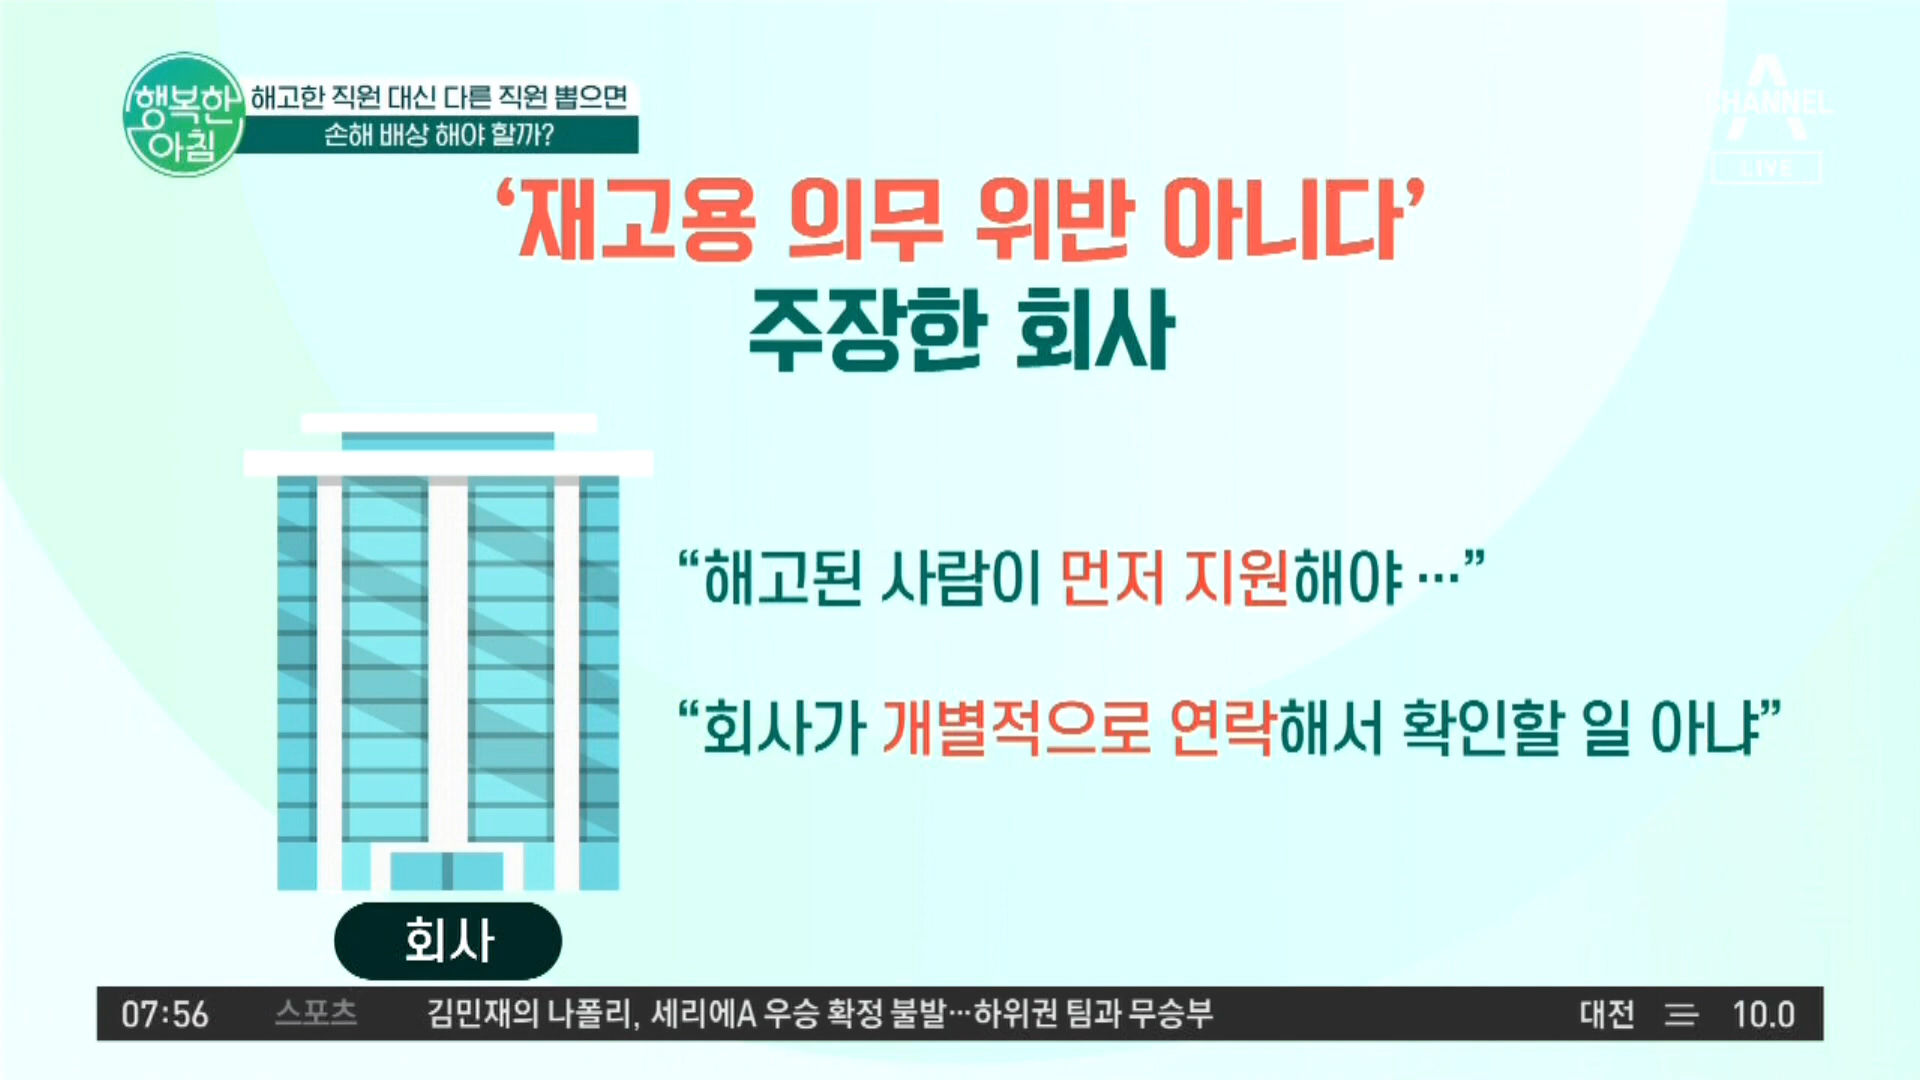 행복한
아침
해고한 직원 대신 다른 직원 뽑으면
손해 배상 해야 할까?
CHANNEL A
LIVE
‘재고용 의무 위반 아니다’
주장한 회사
“해고된 사람이 먼저 지원해야 …”
“회사가 개별적으로 연락해서 확인할 일 아냐”
회사
07:56 스포츠 김민재의 나폴리, 세리에A 우승 확정 불발…하위권 팀과 무승부 대전 10.0